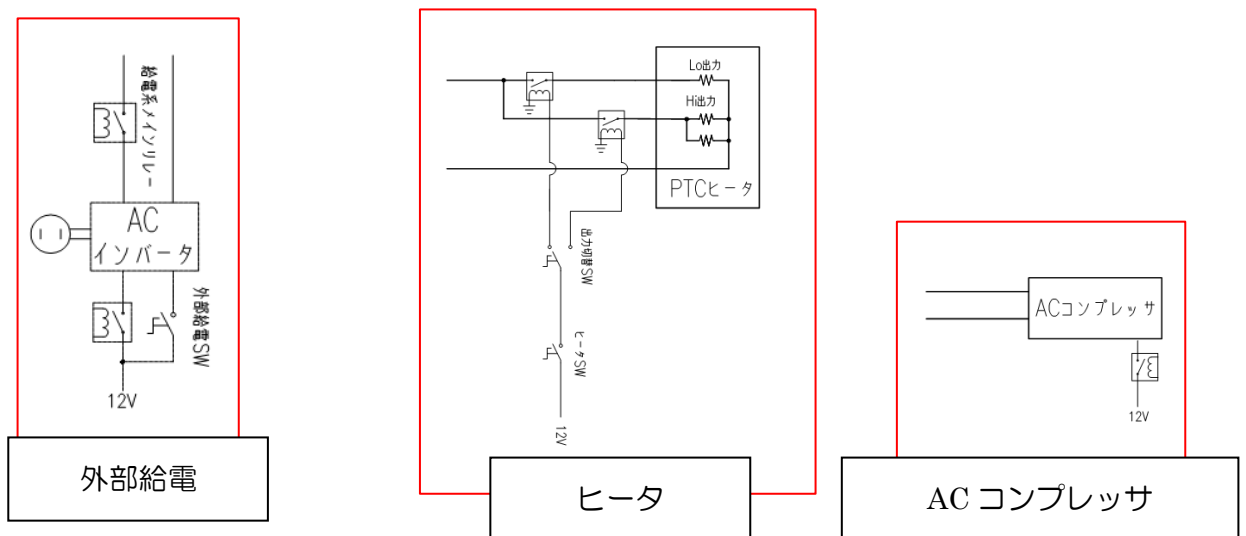 給電系メインリレー
AC
インバータ
外部給電SW
12V
外部給電
Lo出力
Hi出力
PTCヒータ
出力切替SW
ヒータSW
12V
ヒータ
ACコンプレッサ
12V
AC コンプレッサ